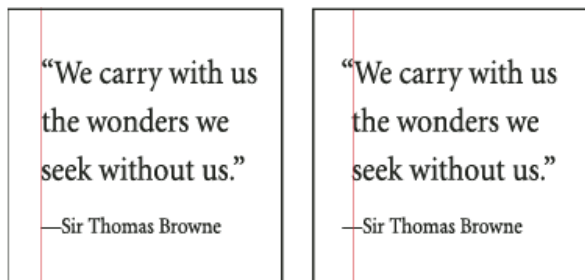 “We carry with us
the wonders we
seek without us.”
—Sir Thomas Browne
“We carry with us
the wonders we
seek without us.”
—Sir Thomas Browne